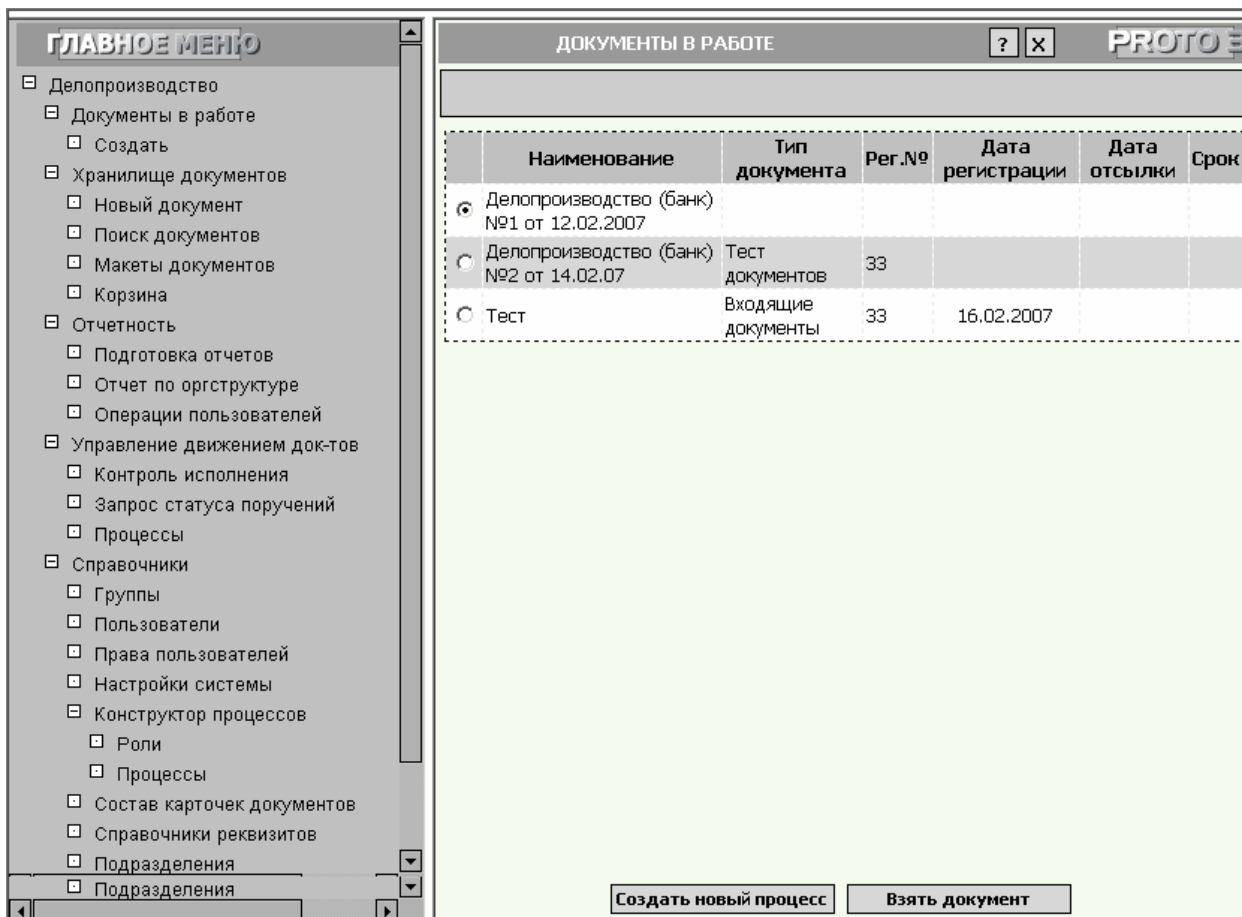 ГЛАВНОЕ МЕНЮ
Делопроизводство
Документы в работе
Создать
Хранилище документов
Новый документ
Поиск документов
Макеты документов
Корзина
Отчетность
Подготовка отчетов
Отчет по оргструктуре
Операции пользователей
Управление движением док-тов
Контроль исполнения
Запрос статуса поручений
Процессы
Справочники
Группы
Пользователи
Права пользователей
Настройки системы
Конструктор процессов
Роли
Процессы
Состав карточек документов
Справочники реквизитов
Подразделения
Подразделения
ДОКУМЕНТЫ В РАБОТЕ ? X PROTO
Наименование Тип документа Рег.№ Дата регистрации Дата отсылки Срок
Делопроизводство (банк)
№1 от 12.02.2007
Делопроизводство (банк) Тест
№2 от 14.02.07 документов 33
Тест Входящие документы 33 16.02.2007
Создать новый процесс Взять документ